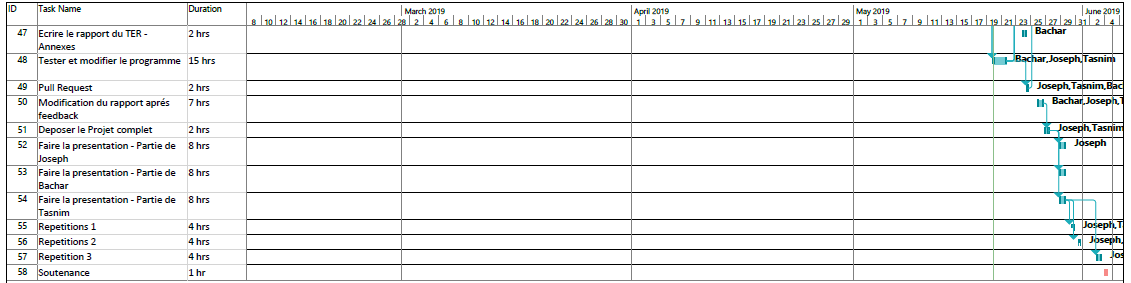 ID Task Name Duration
March 2019 April 2019 May 2019 June 2019
8 10 12 14 16 18 20 22 24 26 28 2 4 6 8 10 12 14 16 18 20 22 24 26 28 30 1 3 5 7 9 11 13 15 17 19 21 23 25 27 29 1 3 5 7 9 11 13 15 17 19 21 23 25 27 29 31 2 4
47 Ecrire le rapport du TER - 2 hrs Bachar
Annexes
48 Tester et modifier le programme 15 hrs Bachar,Joseph,Tasnim
49 Pull Request 2 hrs Joseph,Tasnim,Bac
50 Modification du rapport aprés 7 hrs Bachar,Joseph,T
feedback
51 Deposer le Projet complet 2 hrs Joseph,Tasnim
52 Faire la presentation - Partie de 8 hrs Joseph
Joseph
53 Faire la presentation - Partie de 8 hrs
Bachar
54 Faire la presentation - Partie de 8 hrs
Tasnim
55 Repetitions 1 4 hrs Joseph,T
56 Repetitions 2 4 hrs Joseph,
57 Repetition 3 4 hrs Jos
58 Soutenance 1 hr